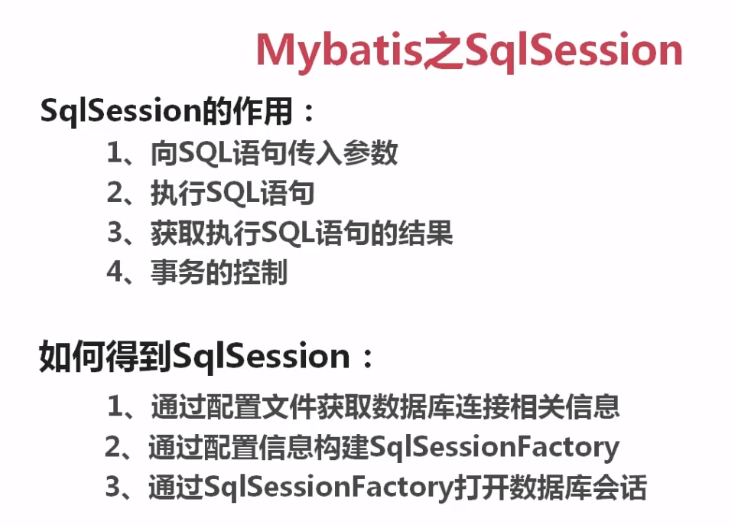 Mybatis之SqlSession
SqlSession的作用：
1、向SQL语句传入参数
2、执行SQL语句
3、获取执行SQL语句的结果
4、事务的控制
如何得到SqlSession：
1、通过配置文件获取数据库连接相关信息
2、通过配置信息构建SqlSessionFactory
3、通过SqlSessionFactory打开数据库会话